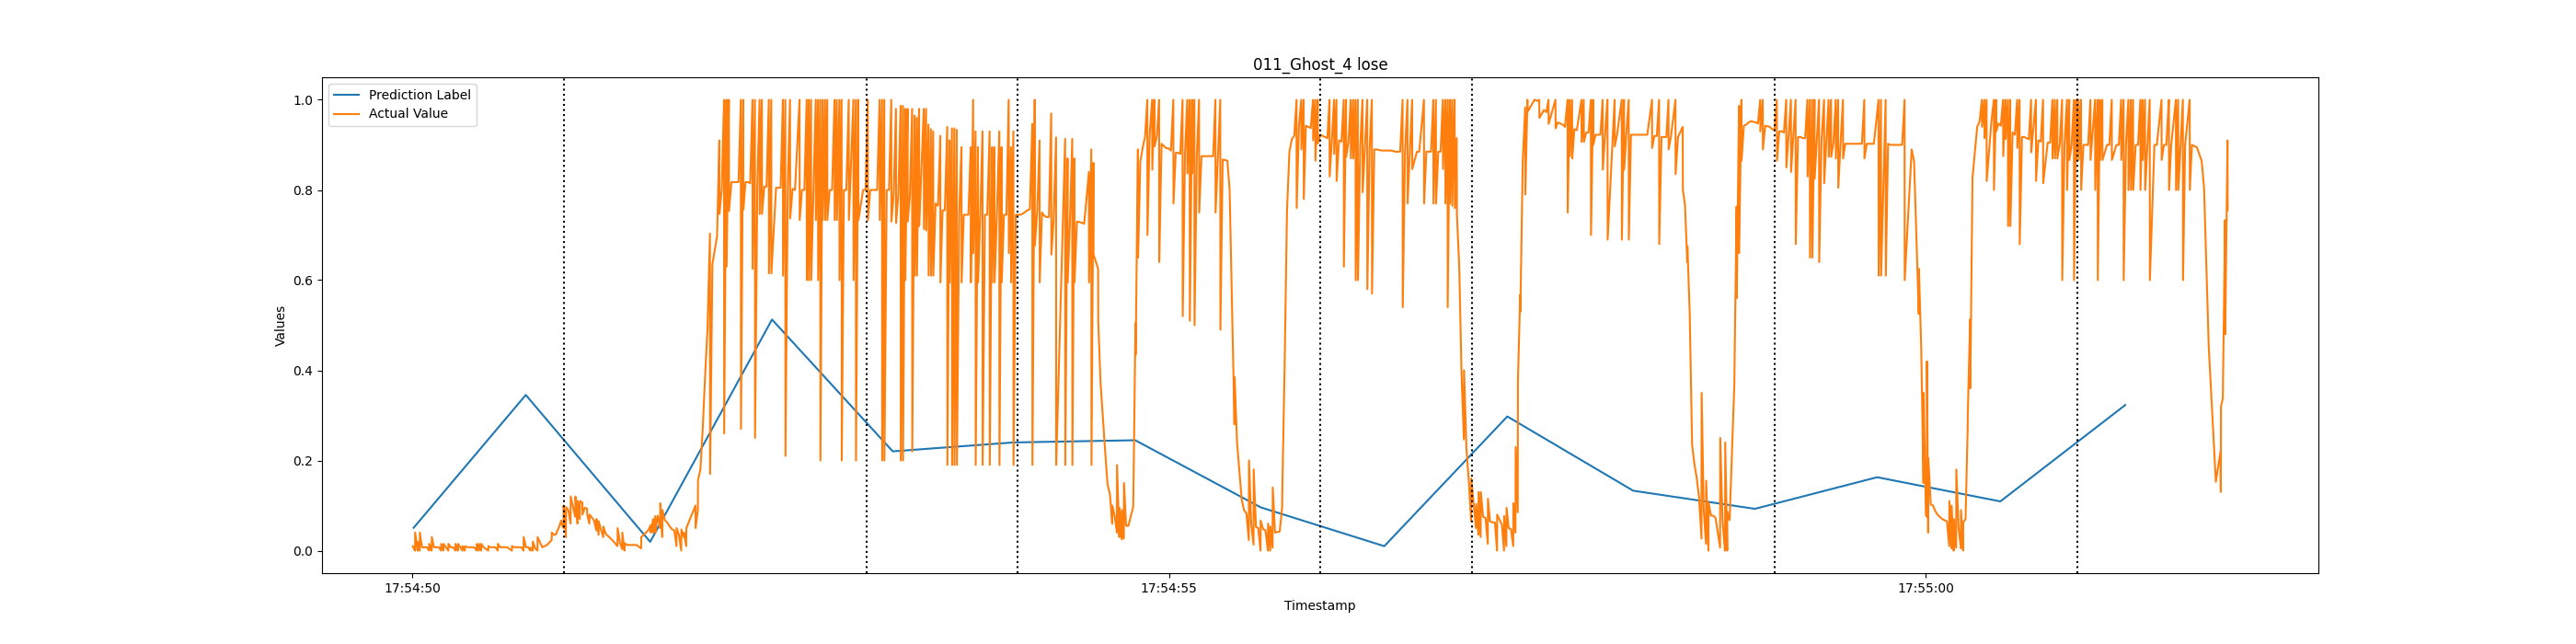 011_Ghost_4 lose
Prediction Label
Actual Value
1.0
0.8
0.6
0.4
0.2
0.0
Values
17:54:50
17:54:55
17:55:00
Timestamp